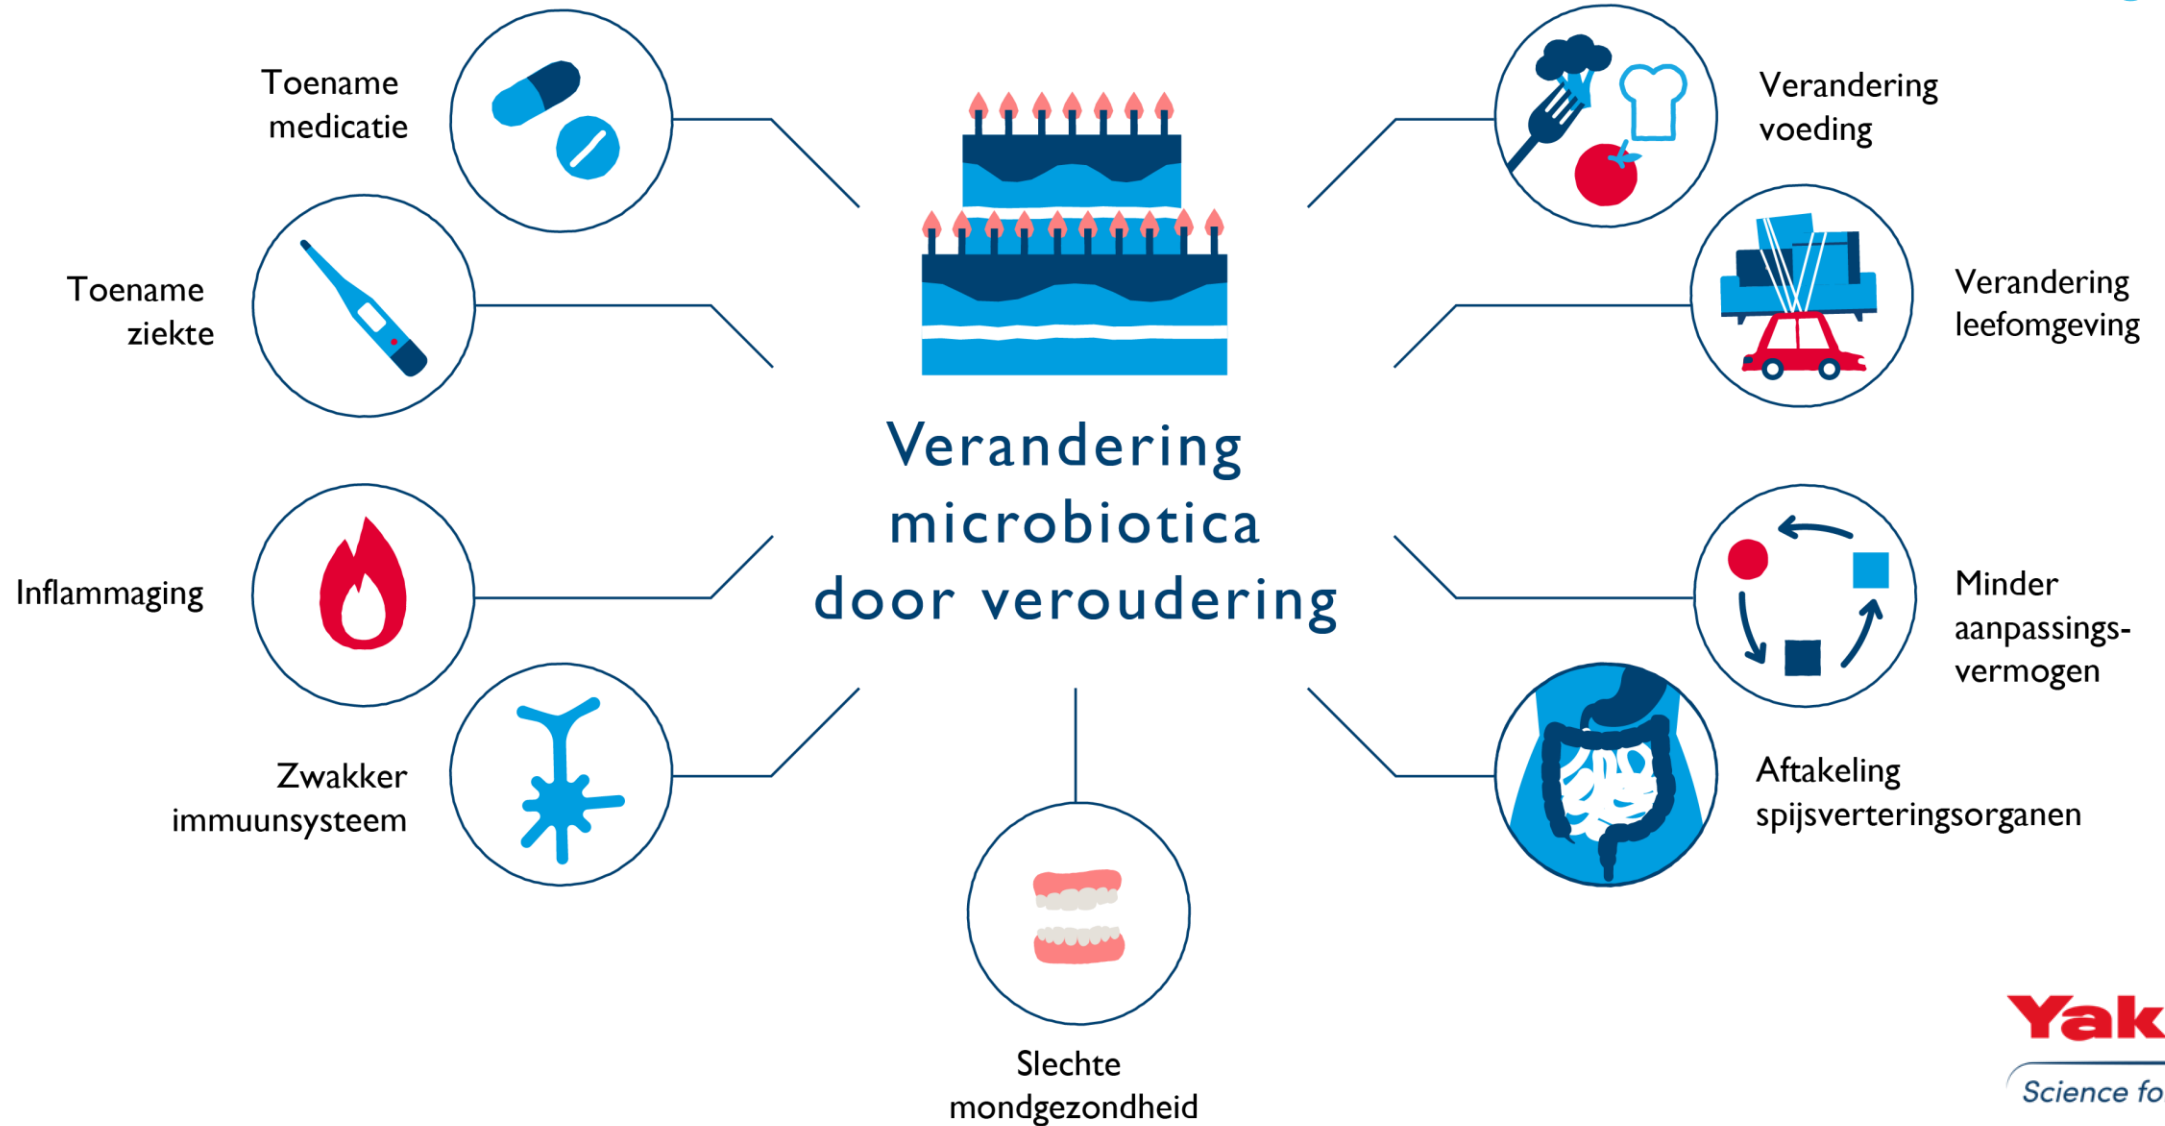 Toename
medicatie
Toename
ziekte
Inflammaging
Zwakker
immuunsysteem
Verandering
microbiotica
door veroudering
Slechte
mondgezondheid
Verandering
voeding
Verandering
leefomgeving
Minder
aanpassings-
vermogen
Aftakeling
spijsverteringsorganen
Yak
Science fo